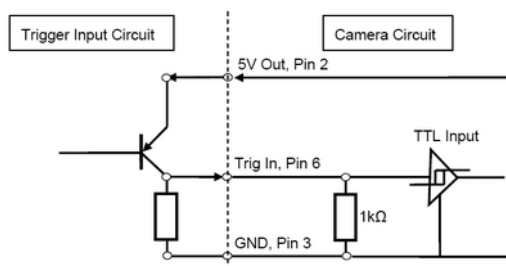 Trigger Input Circuit
Camera Circuit
5V Out, Pin 2
TTL Input
Trig In, Pin 6
1kΩ
GND, Pin 3